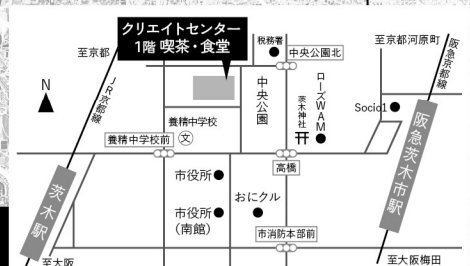 クリエイトセンター
1階 喫茶・食堂
至京都
税務署
中央公園北
至京都河原町
阪急京都線
N
JR京都線
中央公園
ローズWAM
茨木神社
Socio1
養精中学校
養精中学校前
文
高橋
阪急茨木市駅
茨木駅
市役所
おにクル
市役所
(南館)
市消防本部前
至大阪
至大阪梅田